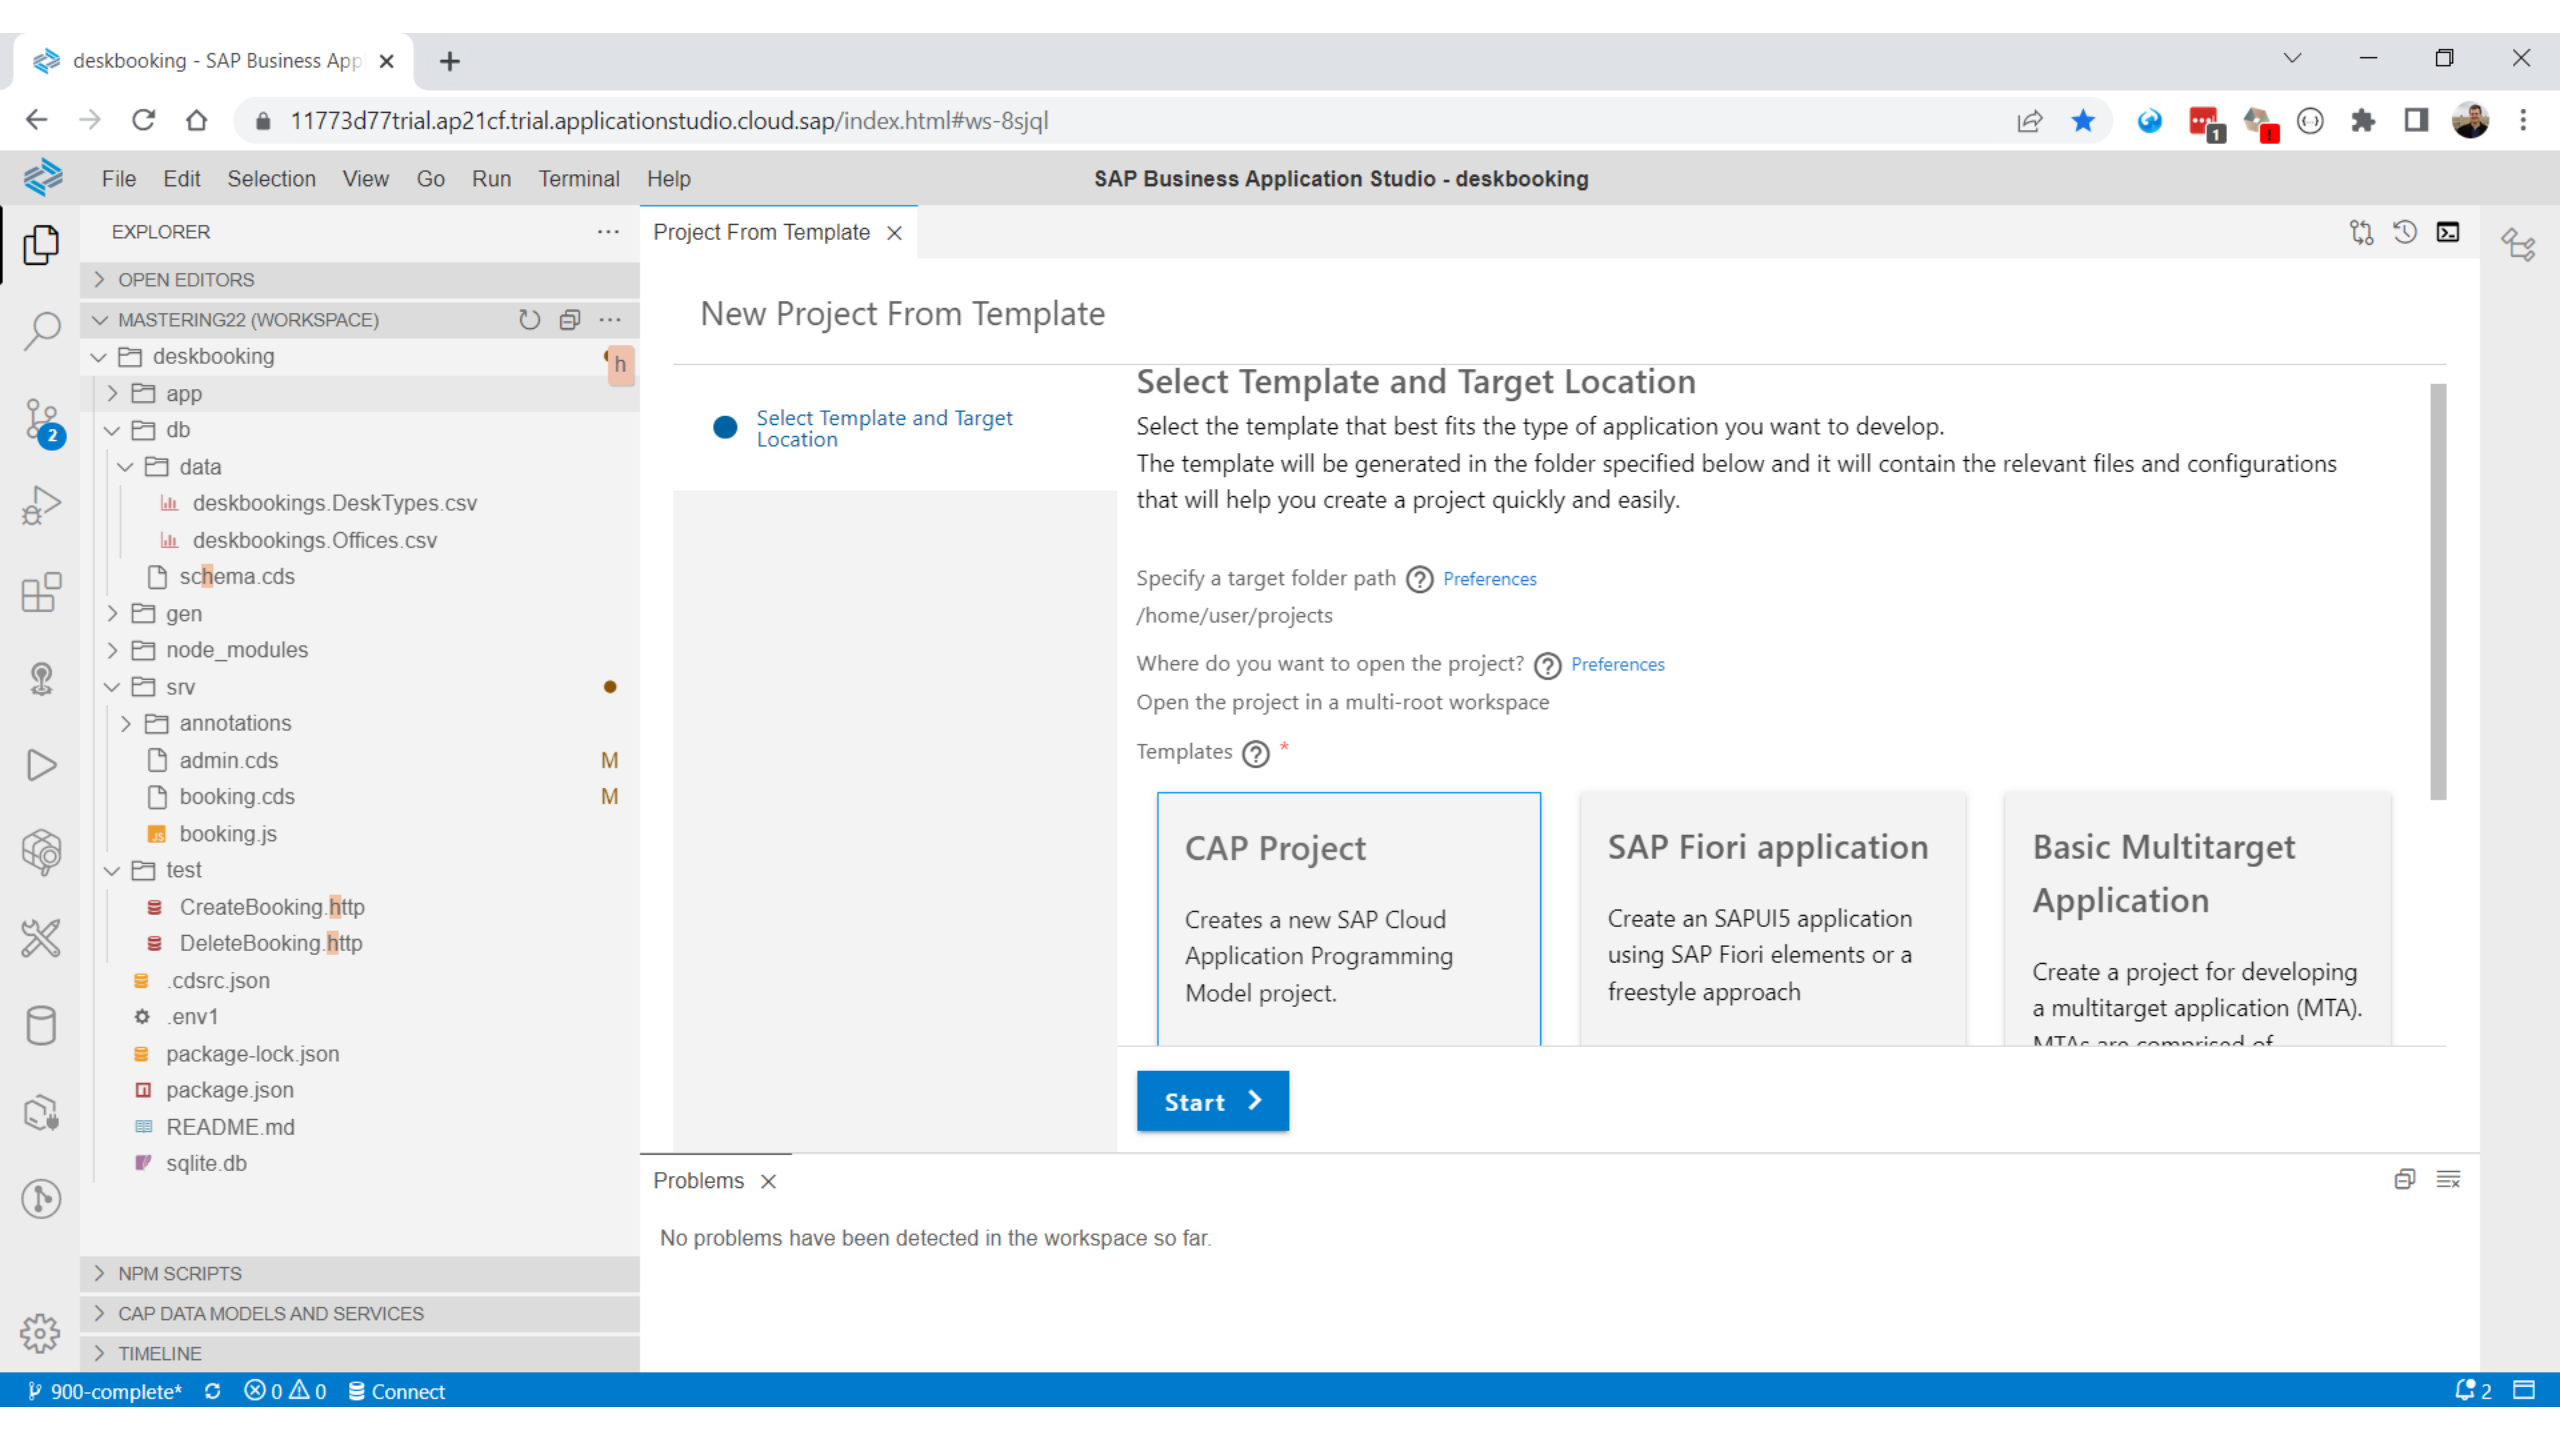 deskbooking - SAP Business App
11773d77trial.ap21cf.trial.applicationstudio.cloud.sap/index.html#ws-8sjql
1
!
File Edit Selection View Go Run Terminal Help
SAP Business Application Studio - deskbooking
EXPLORER
OPEN EDITORS
MASTERING22 (WORKSPACE)
deskbooking
h
app
db
2
data
deskbookings.DeskTypes.csv
deskbookings.Offices.csv
schema.cds
gen
node_modules
srv
annotations
admin.cds M
booking.cds M
JS booking.js
test
CreateBooking.http
DeleteBooking.http
.cdsrc.json
.env1
package-lock.json
package.json
README.md
sqlite.db
NPM SCRIPTS
CAP DATA MODELS AND SERVICES
TIMELINE
Project From Template
New Project From Template
Select Template and Target
Location
Select Template and Target Location
Select the template that best fits the type of application you want to develop.
The template will be generated in the folder specified below and it will contain the relevant files and configurations
that will help you create a project quickly and easily.
Specify a target folder path ? Preferences
/home/user/projects
Where do you want to open the project? ? Preferences
Open the project in a multi-root workspace
Templates ? *
CAP Project
Creates a new SAP Cloud
Application Programming
Model project.
SAP Fiori application
Create an SAPUI5 application
using SAP Fiori elements or a
freestyle approach
Basic Multitarget
Application
Create a project for developing
a multitarget application (MTA).
MTAs are comprised of
Start
Problems
No problems have been detected in the workspace so far.
900-complete* 0 0 Connect
2